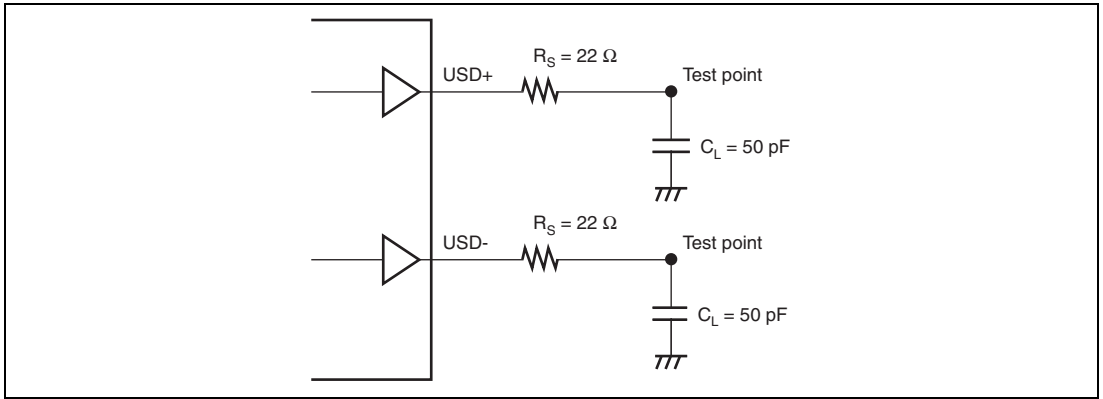 R_S = 22 Ω
USD+
Test point
C_L = 50 pF
R_S = 22 Ω
USD-
Test point
C_L = 50 pF